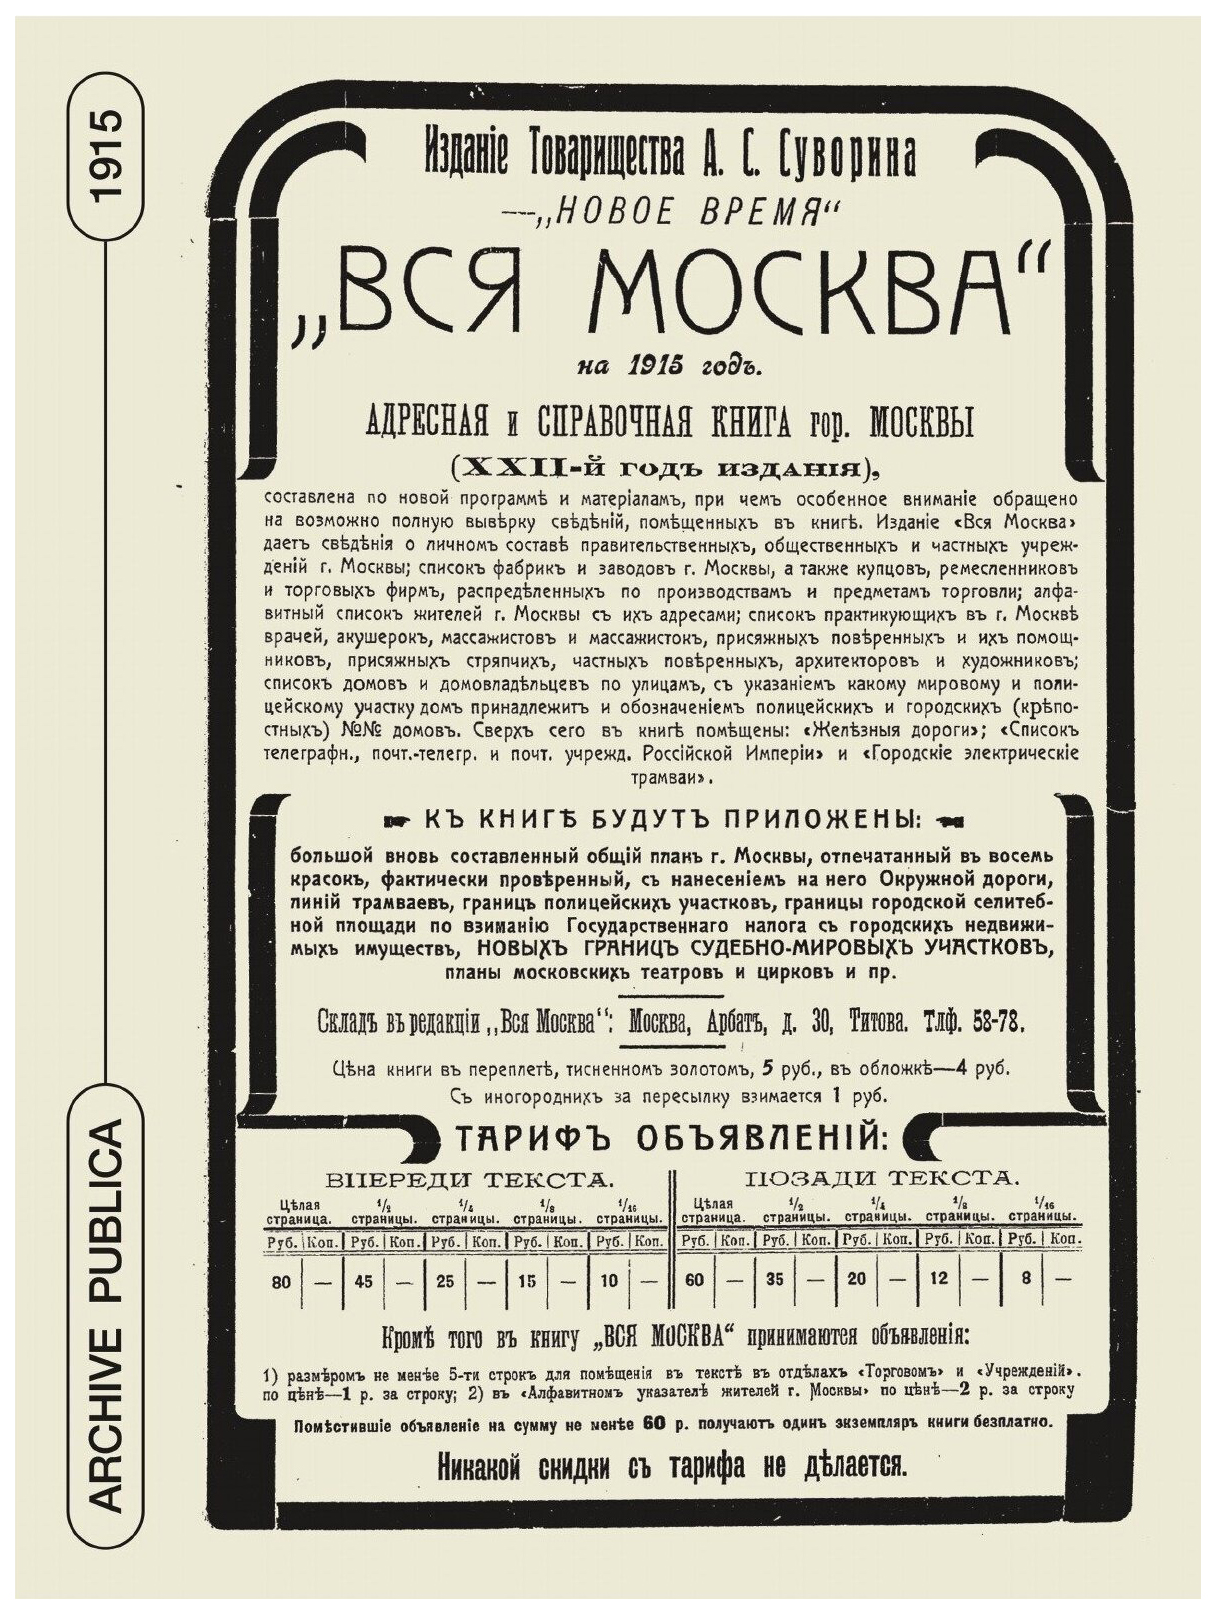 1915
ARCHIVE PUBLICA
Изданіе Товарищества А. С. Суворина
—„НОВОЕ ВРЕМЯ“
„ВСЯ МОСКВА“
на 1915 годъ.
АДРЕСНАЯ и СПРАВОЧНАЯ КНИГА гор. МОСКВЫ
(XXII-й годъ изданія),
составлена по новой программѣ и матеріаламъ, при чемъ особенное вниманіе обращено
на возможно полную вывѣрку свѣдѣній, помѣщенныхъ въ книгѣ. Изданіе «Вся Москва»
даетъ свѣдѣнія о личномъ составѣ правительственныхъ, общественныхъ и частныхъ учреж-
деній г. Москвы; списокъ фабрик и заводовъ г. Москвы, а также купцовъ, ремесленниковъ
и торговыхъ фирмъ, распредѣленныхъ по производствамъ и предметамъ торговли; алфа-
витный список жителей г. Москвы съ ихъ адресами; списокъ практикующихъ въ г. Москвѣ
врачей, акушерокъ, массажистовъ и массажистокъ, присяжныхъ повѣренныхъ и ихъ помощ-
никовъ, присяжныхъ стряпчихъ, частныхъ повѣренныхъ, архитекторовъ и художниковъ;
списокъ домовъ и домовладѣльцевъ по улицамъ, съ указаніемъ какому мировому и поли-
цейскому участку домъ принадлежитъ и обозначеніемъ полицейскихъ и городскихъ (крѣпо-
стныхъ) №№ домовъ. Сверхъ сего въ книгѣ помѣщены: «Желѣзныя дороги»; «Списокъ
телеграфн., почт.-телегр. и почт. учрежд. Россійской Имперіи» и «Городскіе электрическіе
трамваи».
КЪ КНИГѢ БУДУТЪ ПРИЛОЖЕНЫ:
большой вновь составленный общій планъ г. Москвы, отпечатанный въ восемь
красокъ, фактически провѣренный, съ нанесеніемъ на него Окружной дороги,
линій трамваевъ, границъ полицейскихъ участковъ, границы городской селитеб-
ной площади по взиманію Государственнаго налога съ городскихъ недвижи-
мыхъ имуществъ, НОВЫХЪ ГРАНИЦЪ СУДЕБНО-МИРОВЫХЪ УЧАСТКОВЪ,
планы московскихъ театровъ и цирковъ и пр.
Складъ въ редакціи „Вся Москва“: Москва, Арбатъ, д. 30, Титова. Тлф. 58-78.
Цѣна книги въ переплетѣ, тисненномъ золотомъ, 5 руб., въ обложкѣ—4 руб.
Съ иногороднихъ за пересылку взимается 1 руб.
ТАРИФЪ ОБЪЯВЛЕНІЙ:
ВПЕРЕДИ ТЕКСТА. ПОЗАДИ ТЕКСТА.
Цѣлая 1/2 1/4 1/8 1/16 Цѣлая 1/2 1/4 1/8 1/16
страница. страницы. страницы. страницы. страницы. страница. страницы. страницы. страницы. страницы.
Руб. Коп. Руб. Коп. Руб. Коп. Руб. Коп. Руб. Коп. Руб. Коп. Руб. Коп. Руб. Коп. Руб. Коп. Руб. Коп.
80 — 45 — 25 — 15 — 10 — 60 — 35 — 20 — 12 — 8 —
Кромѣ того въ книгу „ВСЯ МОСКВА“ принимаются объявленія:
1) размѣромъ не менѣе 5-ти строкъ для помѣщенія въ текстѣ въ отдѣлахъ «Торговомъ» и «Учрежденій».
по цѣнѣ—1 р. за строку; 2) въ «Алфавитномъ указателѣ жителей г. Москвы» по цѣнѣ—2 р. за строку
Помѣстившіе объявленіе на сумму не менѣе 60 р. получаютъ одинъ экземпляръ книги безплатно.
Никакой скидки съ тарифа не дѣлается.